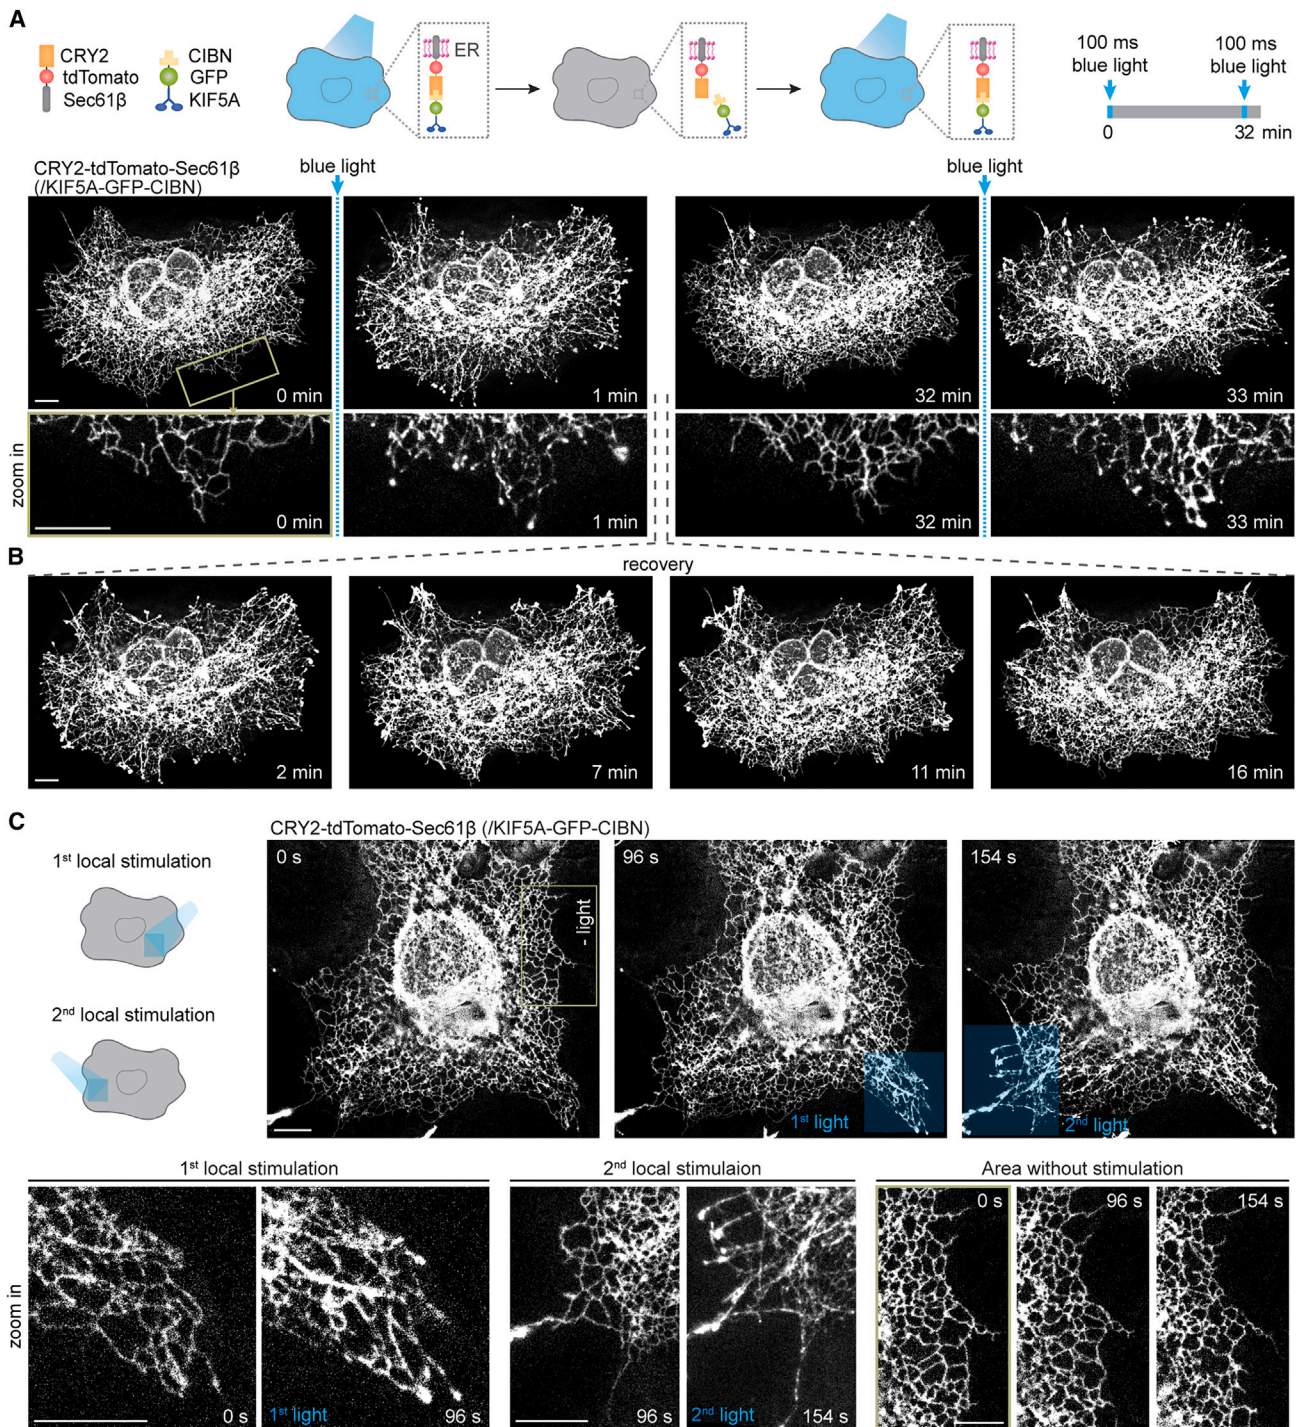 A
CRY2
CIBN
tdTomato
GFP
Sec61β
KIF5A
ER
100 ms
blue light
100 ms
blue light
0
32 min
CRY2-tdTomato-Sec61β
(/KIF5A-GFP-CIBN)
blue light
blue light
0 min
1 min
32 min
33 min
zoom in
0 min
1 min
32 min
33 min
B
recovery
2 min
7 min
11 min
16 min
C
CRY2-tdTomato-Sec61β (/KIF5A-GFP-CIBN)
1st local stimulation
2nd local stimulation
0 s
- light
96 s
1st light
154 s
2nd light
1st local stimulation
2nd local stimulaion
Area without stimulation
zoom in
0 s
1st light
96 s
96 s
2nd light
154 s
0 s
96 s
154 s